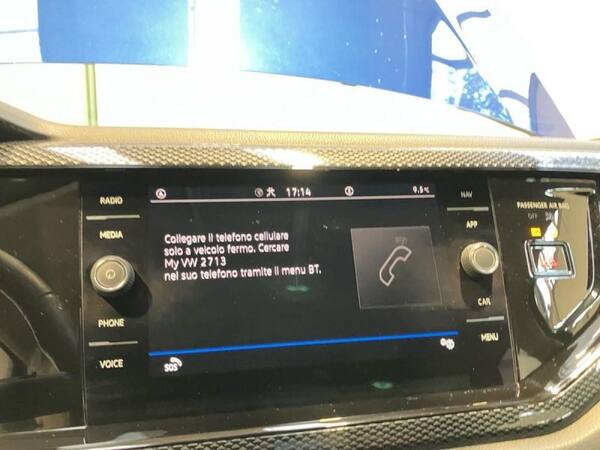 RADIO
MEDIA
PHONE
VOICE
17:14
9.5°C
Collegare il telefono cellulare
solo a veicolo fermo. Cercare
My VW 2713
nel suo telefono tramite il menu BT.
SOS
NAV
APP
CAR
MENU
PASSENGER AIR BAG
OFF